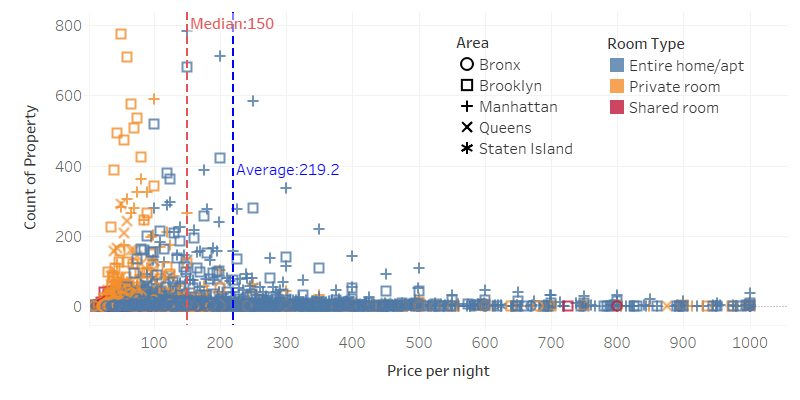 Median:150
Average:219.2
Area
Bronx
Brooklyn
Manhattan
Queens
Staten Island
Room Type
Entire home/apt
Private room
Shared room
Count of Property
800
600
400
200
0
100 200 300 400 500 600 700 800 900 1000
Price per night